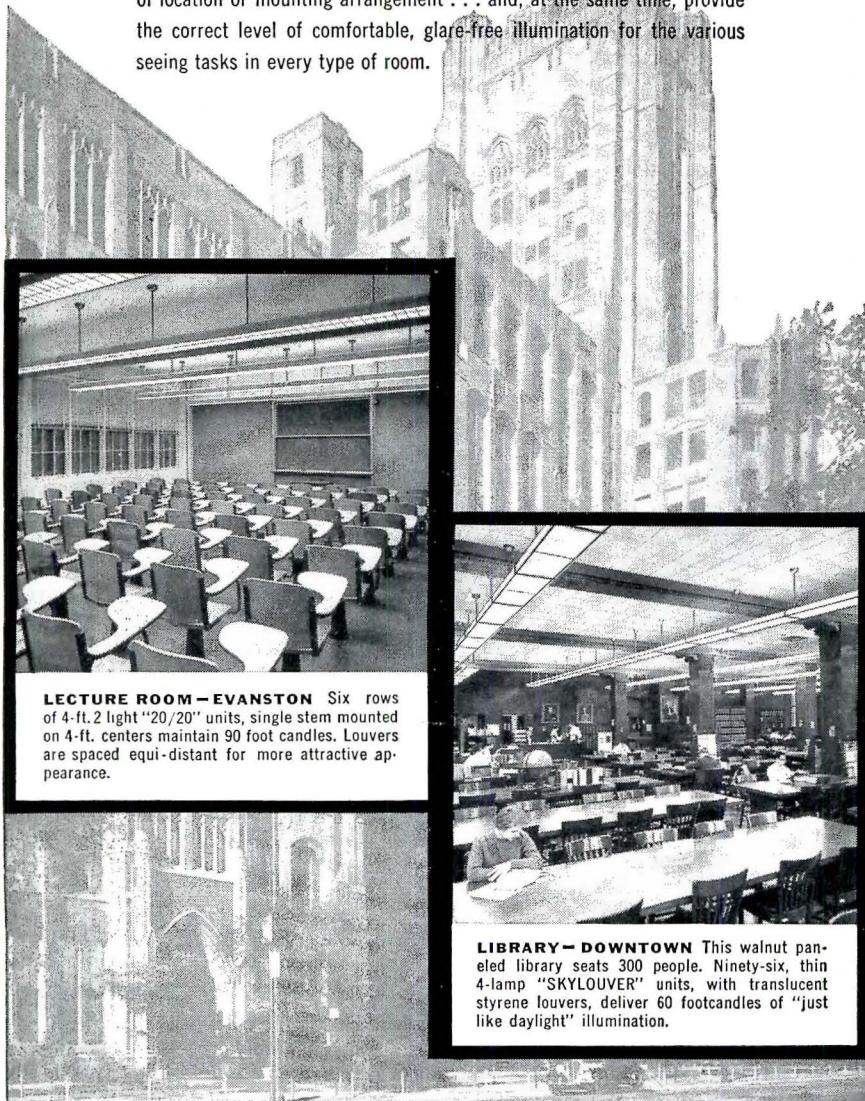 of location or mounting arrangement . . . and, at the same time, provide
the correct level of comfortable, glare-free illumination for the various
seeing tasks in every type of room.
LECTURE ROOM—EVANSTON Six rows
of 4-ft. 2 light "20/20" units, single stem mounted
on 4-ft. centers maintain 90 foot candles. Louvers
are spaced equi-distant for more attractive ap-
pearance.
LIBRARY—DOWNTOWN This walnut pan-
eled library seats 300 people. Ninety-six, thin
4-lamp "SKYLOUVER" units, with translucent
styrene louvers, deliver 60 footcandles of "just
like daylight" illumination.